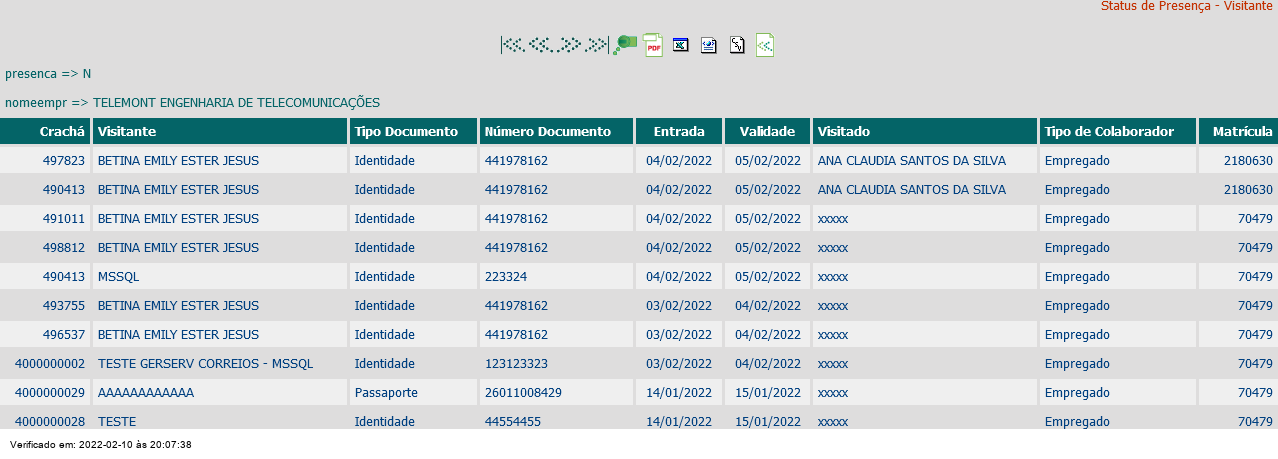 Status de Presença - Visitante
PDF
presenca => N
nomeempr => TELEMONT ENGENHARIA DE TELECOMUNICAÇÕES
Crachá Visitante Tipo Documento Número Documento Entrada Validade Visitado Tipo de Colaborador Matrícula
497823 BETINA EMILY ESTER JESUS Identidade 441978162 04/02/2022 05/02/2022 ANA CLAUDIA SANTOS DA SILVA Empregado 2180630
490413 BETINA EMILY ESTER JESUS Identidade 441978162 04/02/2022 05/02/2022 ANA CLAUDIA SANTOS DA SILVA Empregado 2180630
491011 BETINA EMILY ESTER JESUS Identidade 441978162 04/02/2022 05/02/2022 xxxxx Empregado 70479
498812 BETINA EMILY ESTER JESUS Identidade 441978162 04/02/2022 05/02/2022 xxxxx Empregado 70479
490413 MSSQL Identidade 223324 04/02/2022 05/02/2022 xxxxx Empregado 70479
493755 BETINA EMILY ESTER JESUS Identidade 441978162 03/02/2022 04/02/2022 xxxxx Empregado 70479
496537 BETINA EMILY ESTER JESUS Identidade 441978162 03/02/2022 04/02/2022 xxxxx Empregado 70479
4000000002 TESTE GERSERV CORREIOS - MSSQL Identidade 123123323 03/02/2022 04/02/2022 xxxxx Empregado 70479
4000000029 AAAAAAAAAAAA Passaporte 26011008429 14/01/2022 15/01/2022 xxxxx Empregado 70479
4000000028 TESTE Identidade 44554455 14/01/2022 15/01/2022 xxxxx Empregado 70479
Verificado em: 2022-02-10 às 20:07:38